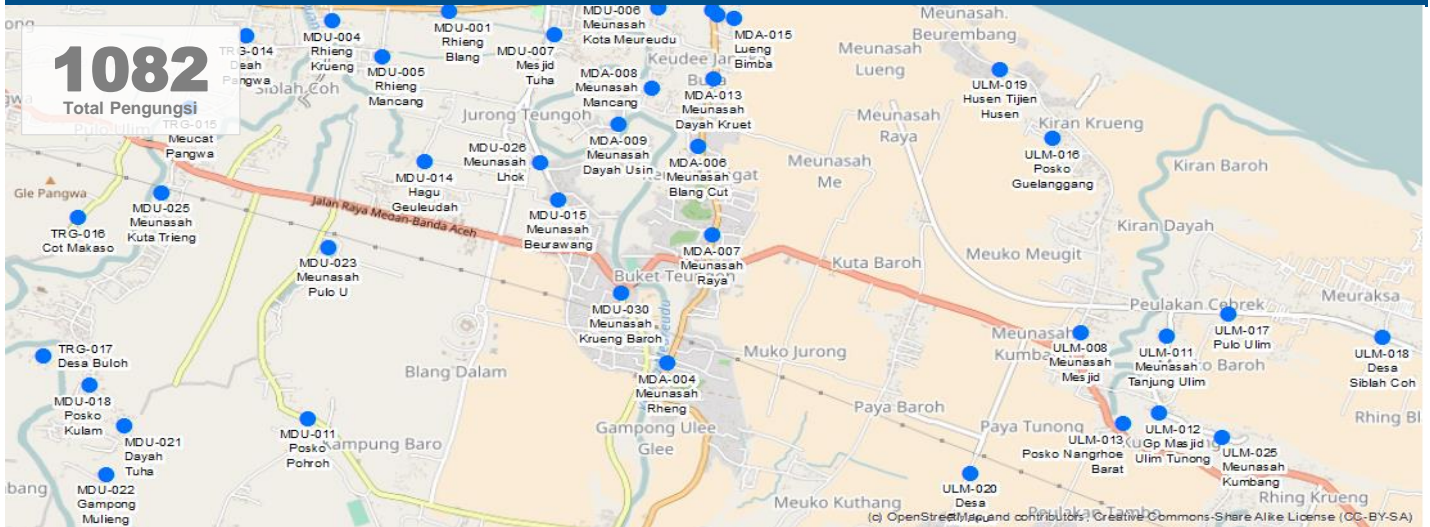 1082
Total Pengungsi
TRG-014
Deah
Pangwa
MDU-004
Rhieng
Krueng
MDU-001
Rhieng
Blang
MDU-005
Rhieng
Mancang
MDU-007
Mesjid
Tuha
MDU-006
Meunasah
Kota Meureudu
MDA-015
Lueng
Bimba
MDA-008
Meunasah
Mancang
MDA-013
Meunasah
Dayah Kruet
MDA-009
Meunasah
Dayah Usin
MDA-006
Meunasah
Blang Cut
Meunasah.
Beurembang
Meunasah
Lueng
Meunasah
Raya
Meunasah
Me
ULM-019
Husen Tijien
Husen
Kiran Krueng
ULM-016
Posko
Guelanggang
Kiran Baroh
Kiran Dayah
Siblah Coh
Pulo Ulim
TRG-015
Meucat
Pangwa
Jurong Teungoh
MDU-026
Meunasah
Lhok
MDU-014
Hagu
Geuleudah
Gle Pangwa
MDU-025
Meunasah
Kuta Trieng
TRG-016
Cot Makaso
Jalan Raya Medan-Banda Aceh
MDU-015
Meunasah
Beurawang
MDU-023
Meunasah
Pulo U
MDA-007
Meunasah
Raya
Buket Teungoh
Kuta Baroh
Meuko Meugit
MDU-030
Meunasah
Krueng Baroh
Peulakan Cebrek
Meuraksa
ULM-017
Pulo Ulim
ULM-008
Meunasah
Mesjid
ULM-011
Meunasah
Tanjung Ulim
ULM-018
Desa
Siblah Coh
TRG-017
Desa Buloh
Blang Dalam
Muko Jurong
MDA-004
Meunasah
Rheng
MDU-018
Posko
Kulam
MDU-021
Dayah
Tuha
MDU-011
Posko
Pohroh
Kampung Baro
Gampong Ulee
Glee
Paya Baroh
Paya Tunong
ULM-013
Posko Nangrhoe
Barat
ULM-012
Gp Masjid
Ulim Tunong
ULM-025
Meunasah
Kumbang
MDU-022
Gampong
Mulieng
ULM-020
Desa
Meuko Kuthang
Rhing Krueng
(c) OpenStreetMap and contributors, Creative Commons-Share Alike License (CC-BY-SA)